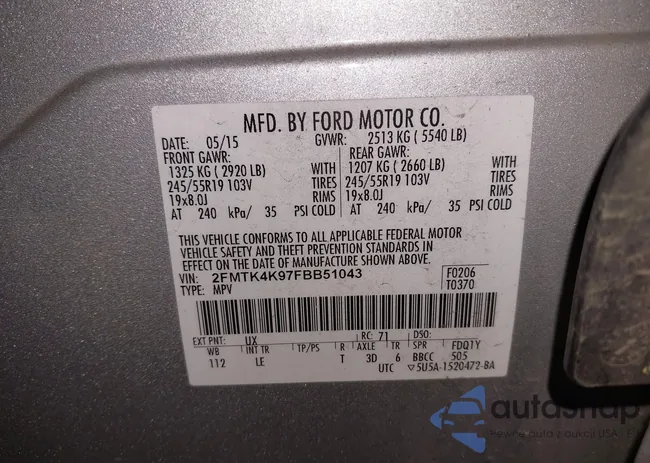 MFD. BY FORD MOTOR CO.
DATE: 05/15 GVWR: 2513 KG ( 5540 LB)
FRONT GAWR: REAR GAWR:
1325 KG ( 2920 LB) WITH 1207 KG ( 2660 LB) WITH
245/55R19 103V TIRES 245/55R19 103V TIRES
19x8.0J RIMS 19x8.0J RIMS
AT 240 kPa/ 35 PSI COLD AT 240 kPa/ 35 PSI COLD
THIS VEHICLE CONFORMS TO ALL APPLICABLE FEDERAL MOTOR
VEHICLE SAFETY AND THEFT PREVENTION STANDARDS IN
EFFECT ON THE DATE OF MANUFACTURE SHOWN ABOVE.
VIN: 2FMTK4K97FBB51043 F0206
TYPE: MPV T0370
EXT PNT: UX RC: 71 DSO:
WB INT TR TP/PS R AXLE TR SPR FDQ1Y
112 LE T 3D 6 BBCC 505
UTC ▽5U5A-1520472-BA
autasnap
Pewne auta z aukcji USA